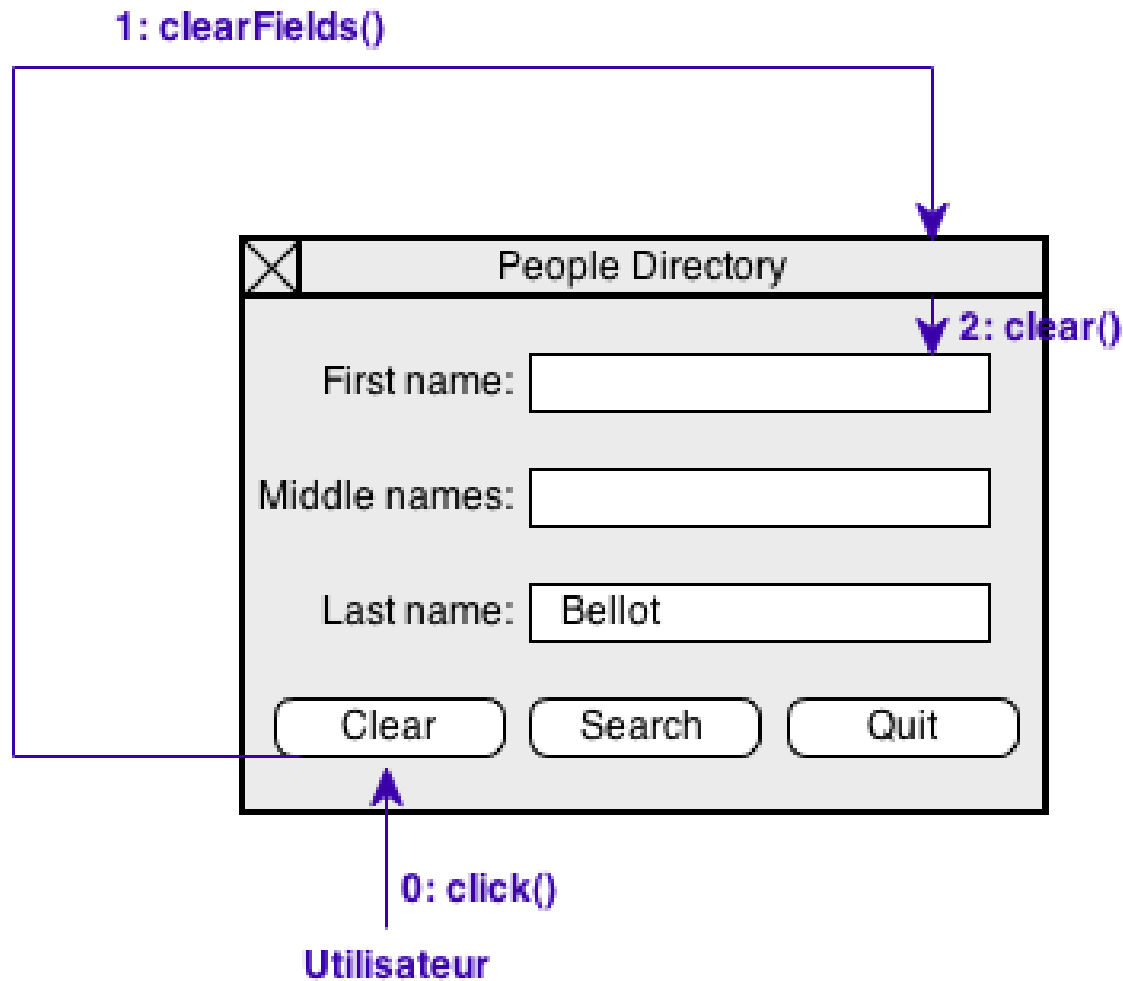 1: clearFields()
People Directory
2: clear()
First name:
Middle names:
Last name: Bellot
Clear Search Quit
0: click()
Utilisateur